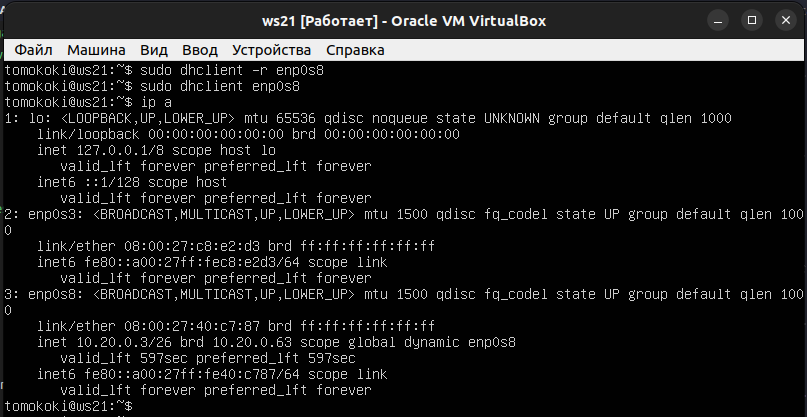 ws21 [Работает] - Oracle VM VirtualBox
Файл Машина Вид Ввод Устройства Справка
tomokoki@ws21:~$ sudo dhclient -r enp0s8
tomokoki@ws21:~$ sudo dhclient enp0s8
tomokoki@ws21:~$ ip a
1: lo: <LOOPBACK,UP,LOWER_UP> mtu 65536 qdisc noqueue state UNKNOWN group default qlen 1000
    link/loopback 00:00:00:00:00:00 brd 00:00:00:00:00:00
    inet 127.0.0.1/8 scope host lo
       valid_lft forever preferred_lft forever
    inet6 ::1/128 scope host
       valid_lft forever preferred_lft forever
2: enp0s3: <BROADCAST,MULTICAST,UP,LOWER_UP> mtu 1500 qdisc fq_codel state UP group default qlen 100
0
    link/ether 08:00:27:c8:e2:d3 brd ff:ff:ff:ff:ff:ff
    inet6 fe80::a00:27ff:fec8:e2d3/64 scope link
       valid_lft forever preferred_lft forever
3: enp0s8: <BROADCAST,MULTICAST,UP,LOWER_UP> mtu 1500 qdisc fq_codel state UP group default qlen 100
0
    link/ether 08:00:27:40:c7:87 brd ff:ff:ff:ff:ff:ff
    inet 10.20.0.3/26 brd 10.20.0.63 scope global dynamic enp0s8
       valid_lft 597sec preferred_lft 597sec
    inet6 fe80::a00:27ff:fe40:c787/64 scope link
       valid_lft forever preferred_lft forever
tomokoki@ws21:~$